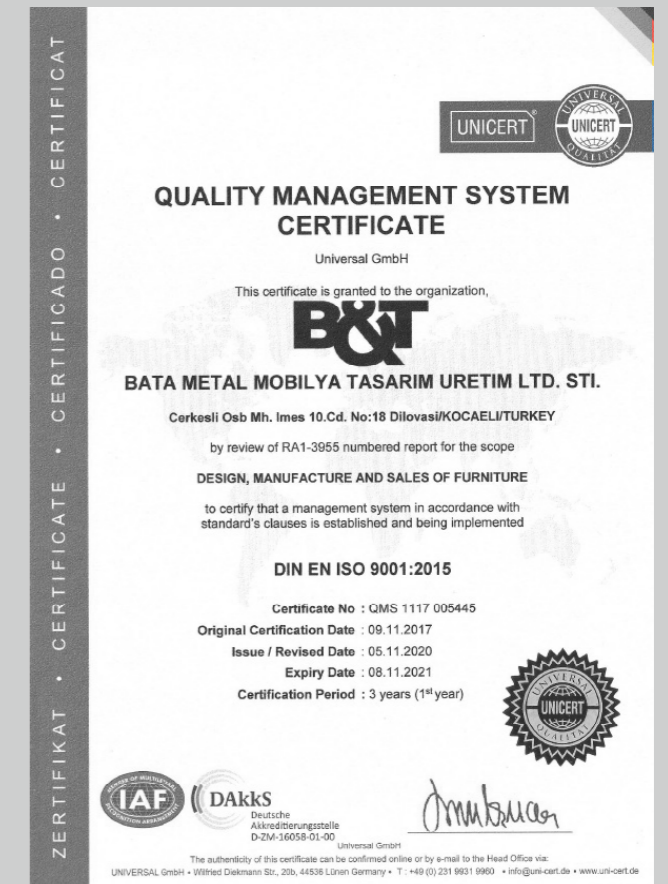 ZERTIFIKAT • CERTIFICATE • CERTIFICADO • CERTIFICAT
UNICERT®
UNIVERSAL
UNICERT
QUALITÄT
QUALITY MANAGEMENT SYSTEM
CERTIFICATE
Universal GmbH
This certificate is granted to the organization,
B&T
BATA METAL MOBILYA TASARIM URETIM LTD. STI.
Cerkesli Osb Mh. Imes 10.Cd. No:18 Dilovasi/KOCAELI/TURKEY
by review of RA1-3955 numbered report for the scope
DESIGN, MANUFACTURE AND SALES OF FURNITURE
to certify that a management system in accordance with
standard's clauses is established and being implemented
DIN EN ISO 9001:2015
Certificate No : QMS 1117 005445
Original Certification Date : 09.11.2017
Issue / Revised Date : 05.11.2020
Expiry Date : 08.11.2021
Certification Period : 3 years (1st year)
UNIVERSAL
UNICERT
QUALITÄT
MEMBER OF MULTILATERAL
IAF
RECOGNITION ARRANGEMENT
DAkkS
Deutsche
Akkreditierungsstelle
D-ZM-16058-01-00
Universal GmbH
The authenticity of this certificate can be confirmed online or by e-mail to the Head Office via:
UNIVERSAL GmbH • Wilfried Diekmann Str., 20b, 44536 Lünen Germany • T : +49 (0) 231 9931 9960 • info@uni-cert.de • www.uni-cert.de